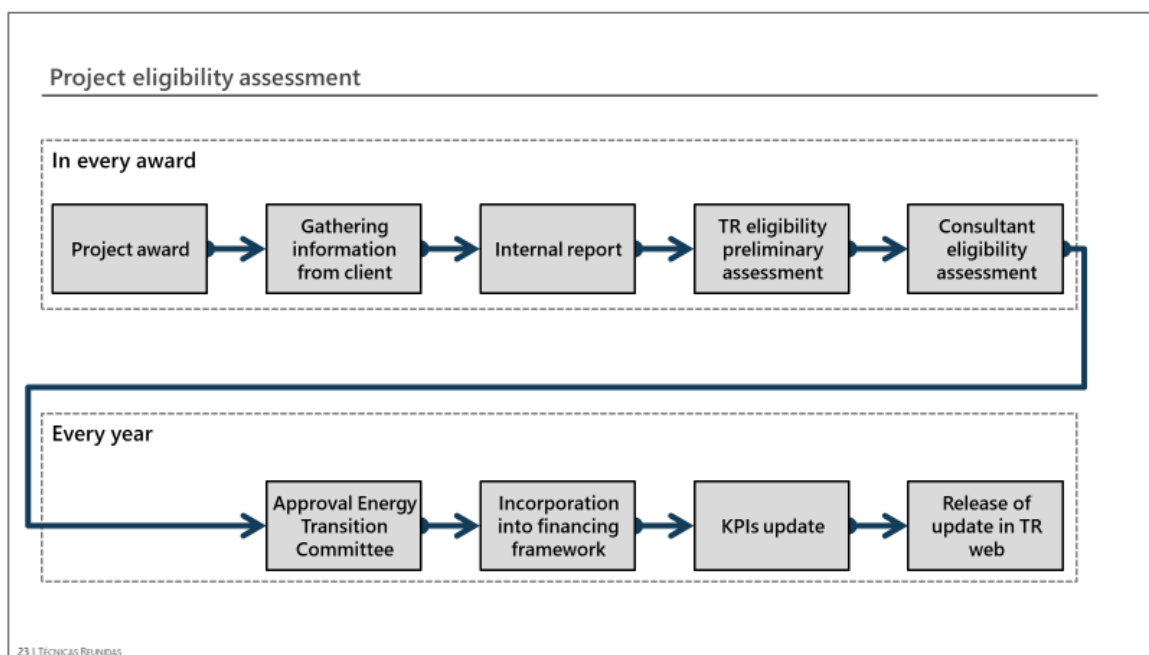 Project eligibility assessment
In every award
Project award
Gathering
information
from client
Internal report
TR eligibility
preliminary
assessment
Consultant
eligibility
assessment
Every year
Approval Energy
Transition
Committee
Incorporation
into financing
framework
KPIs update
Release of
update in TR
web
23 | TÉCNICAS REUNIDAS